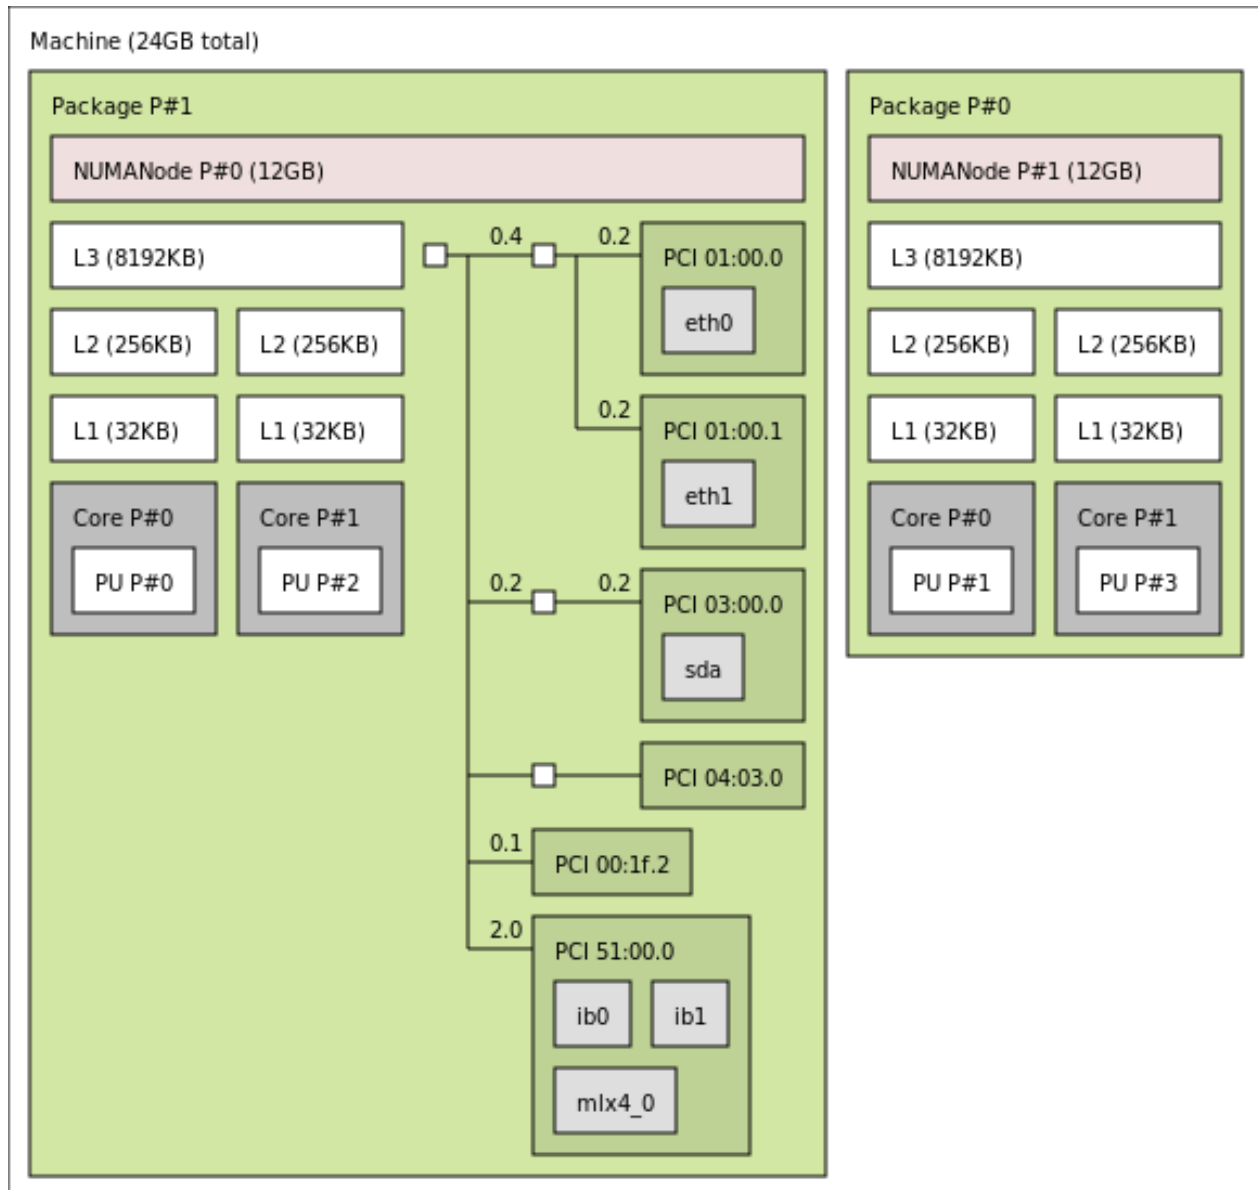 Machine (24GB total)
Package P#1
NUMANode P#0 (12GB)
L3 (8192KB)
L2 (256KB)
L2 (256KB)
L1 (32KB)
L1 (32KB)
Core P#0
PU P#0
Core P#1
PU P#2
0.4
0.2
PCI 01:00.0
eth0
0.2
PCI 01:00.1
eth1
0.2
0.2
PCI 03:00.0
sda
PCI 04:03.0
0.1
PCI 00:1f.2
2.0
PCI 51:00.0
ib0
ib1
mlx4_0
Package P#0
NUMANode P#1 (12GB)
L3 (8192KB)
L2 (256KB)
L2 (256KB)
L1 (32KB)
L1 (32KB)
Core P#0
PU P#1
Core P#1
PU P#3